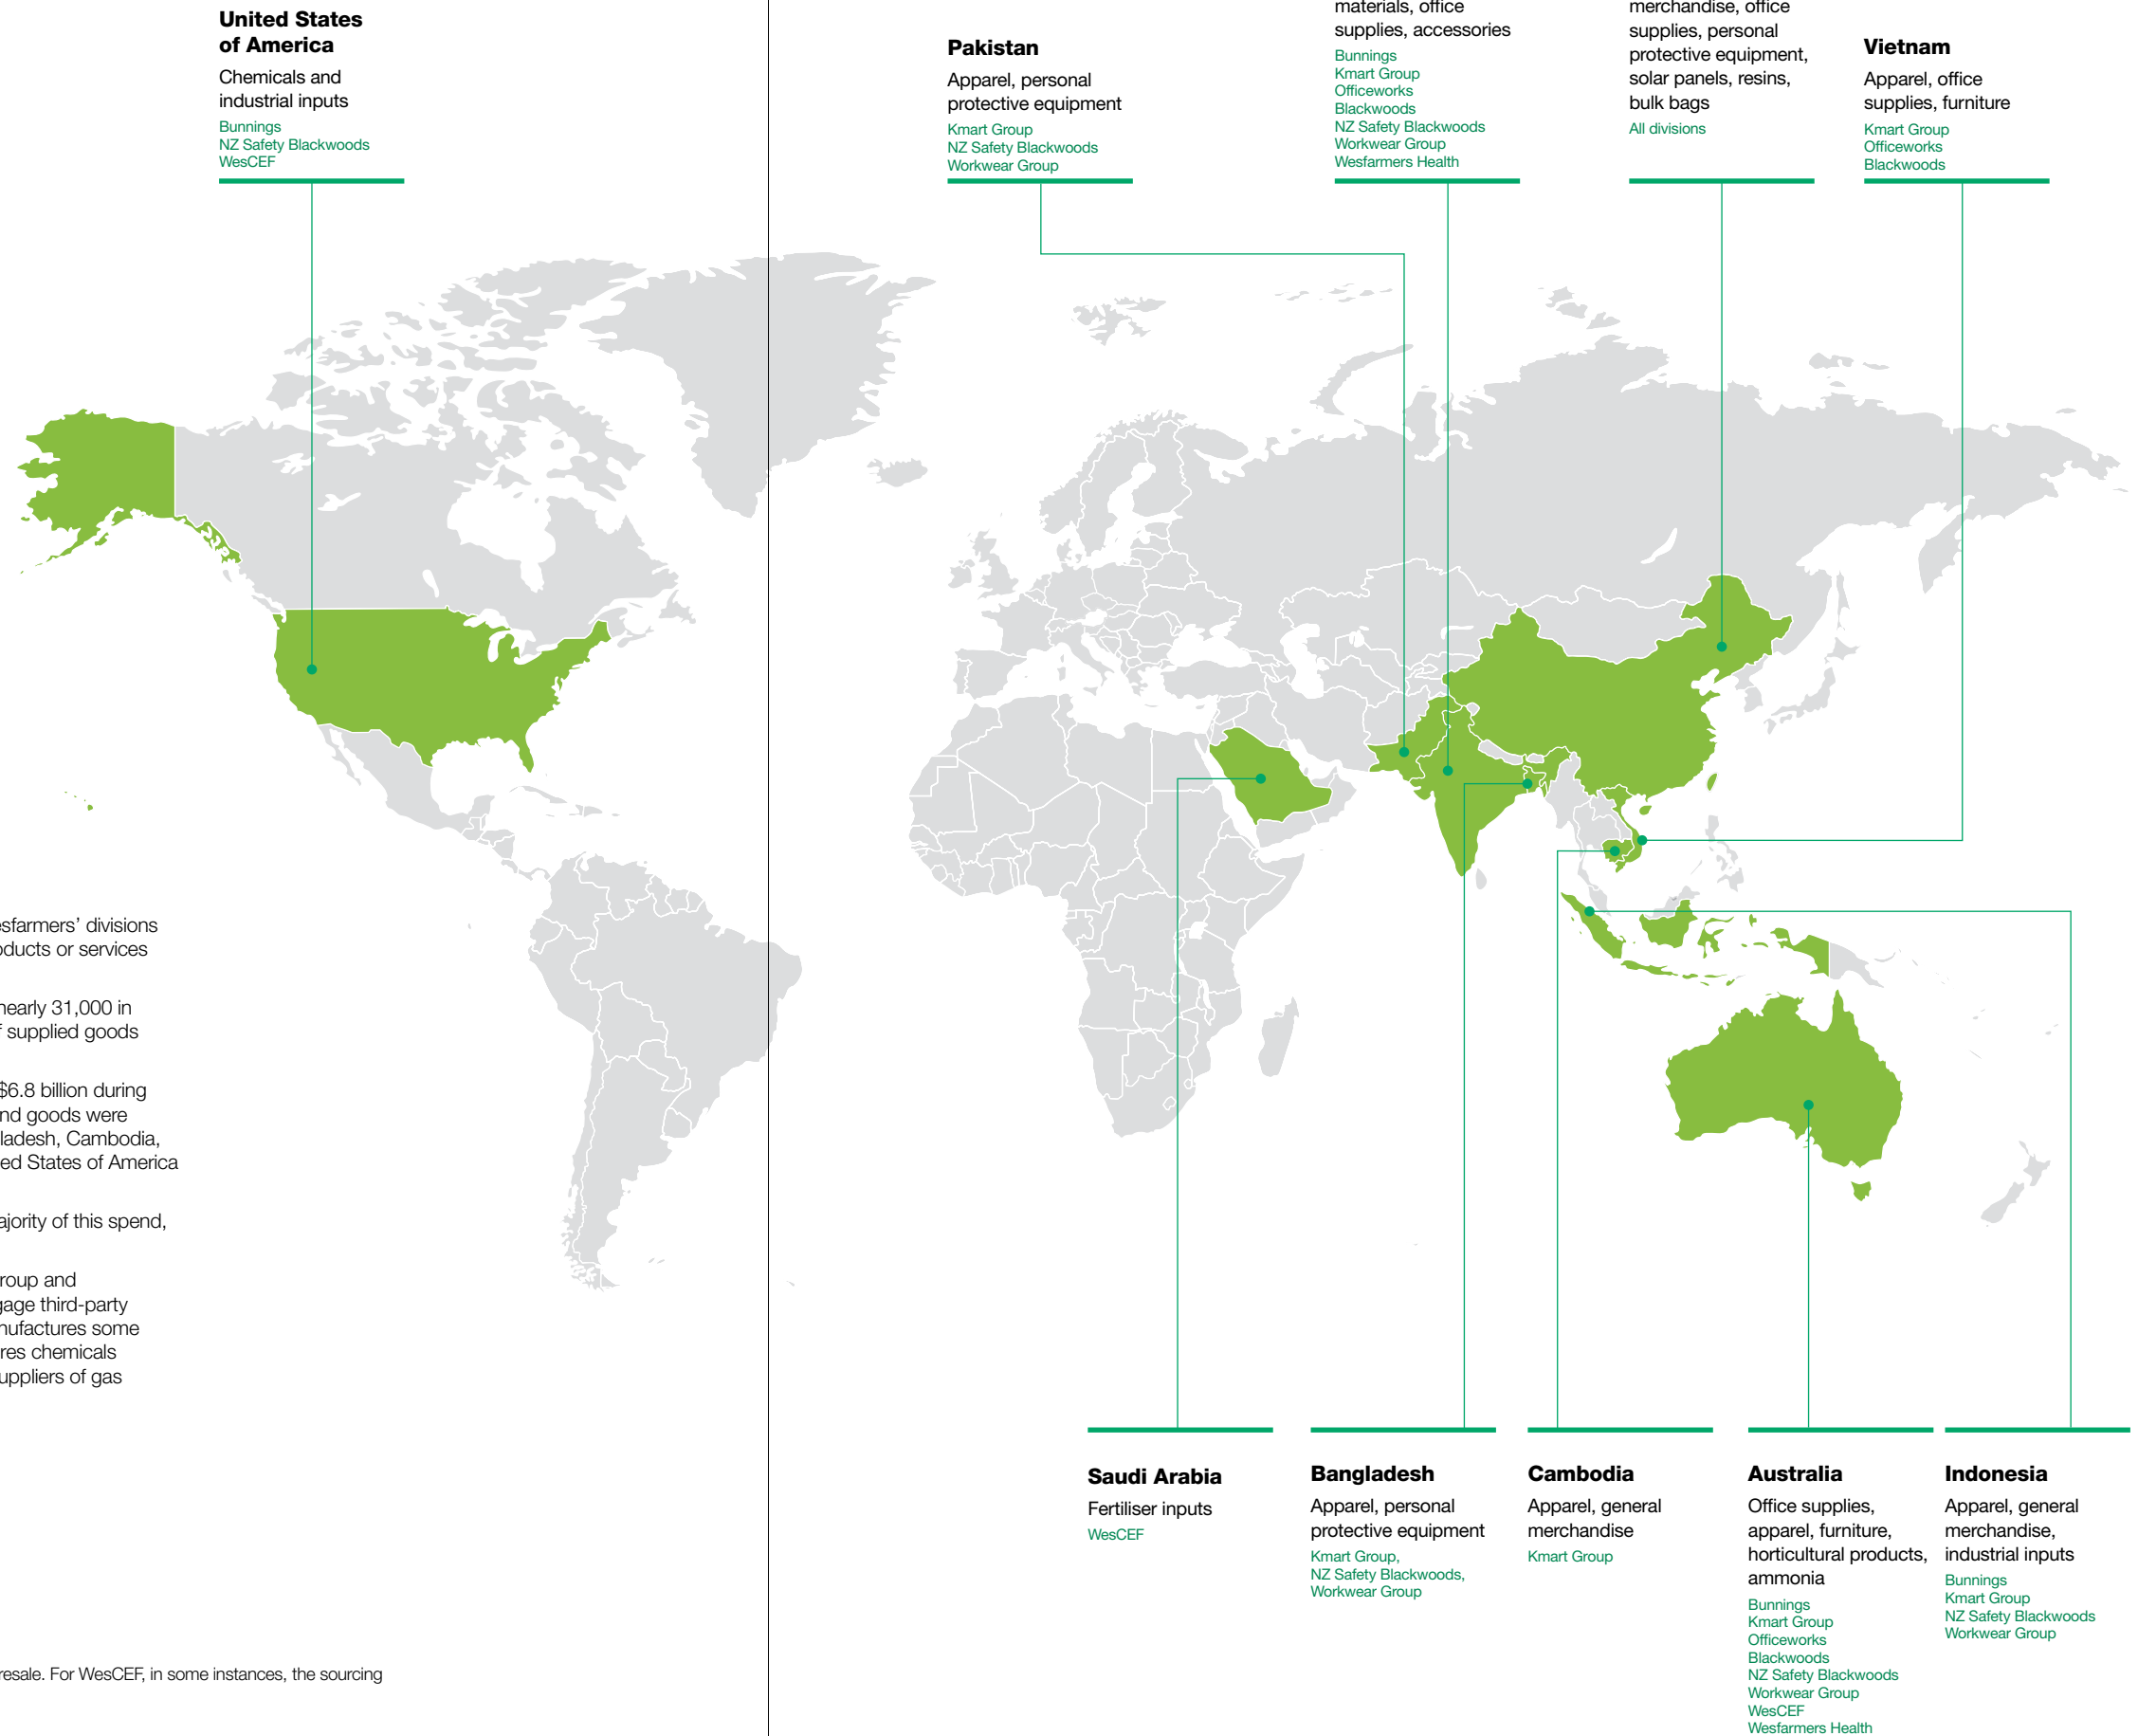 United States
of America
Chemicals and
industrial inputs
Bunnings
NZ Safety Blackwoods
WesCEF
Pakistan
Apparel, personal
protective equipment
Kmart Group
NZ Safety Blackwoods
Workwear Group
materials, office
supplies, accessories
Bunnings
Kmart Group
Officeworks
Blackwoods
NZ Safety Blackwoods
Workwear Group
Wesfarmers Health
merchandise, office
supplies, personal
protective equipment,
solar panels, resins,
bulk bags
All divisions
Vietnam
Apparel, office
supplies, furniture
Kmart Group
Officeworks
Blackwoods
esfarmers’ divisions
oducts or services
nearly 31,000 in
f supplied goods
$6.8 billion during
nd goods were
ladesh, Cambodia,
ed States of America
ajority of this spend,
roup and
gage third-party
nufactures some
res chemicals
uppliers of gas
Saudi Arabia
Fertiliser inputs
WesCEF
Bangladesh
Apparel, personal
protective equipment
Kmart Group,
NZ Safety Blackwoods,
Workwear Group
Cambodia
Apparel, general
merchandise
Kmart Group
Australia
Office supplies,
apparel, furniture,
horticultural products,
ammonia
Bunnings
Kmart Group
Officeworks
Blackwoods
NZ Safety Blackwoods
Workwear Group
WesCEF
Wesfarmers Health
Indonesia
Apparel, general
merchandise,
industrial inputs
Bunnings
Kmart Group
NZ Safety Blackwoods
Workwear Group
resale. For WesCEF, in some instances, the sourcing